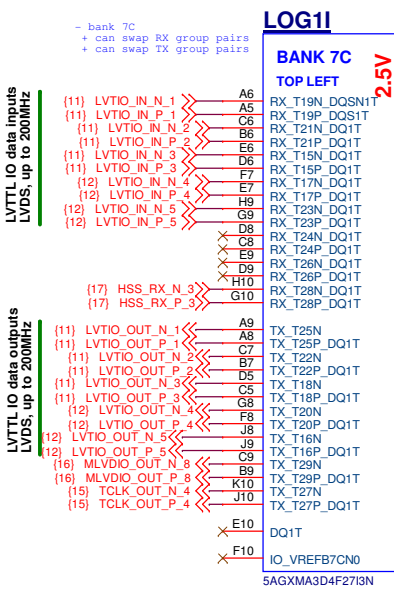 LOG1I
- bank 7C
+ can swap RX group pairs
+ can swap TX group pairs
BANK 7C
TOP LEFT
2.5V
LVTTL IO data inputs
LVDS, up to 200MHz
{11} LVTIO_IN_N_1 A6 RX_T19N_DQSN1T
{11} LVTIO_IN_P_1 A5 RX_T19P_DQS1T
{11} LVTIO_IN_N_2 C6 RX_T21N_DQ1T
{11} LVTIO_IN_P_2 B6 RX_T21P_DQ1T
{11} LVTIO_IN_N_3 E6 RX_T15N_DQ1T
{11} LVTIO_IN_P_3 D6 RX_T15P_DQ1T
{12} LVTIO_IN_N_4 F7 RX_T17N_DQ1T
{12} LVTIO_IN_P_4 E7 RX_T17P_DQ1T
{12} LVTIO_IN_N_5 H9 RX_T23N_DQ1T
{12} LVTIO_IN_P_5 G9 RX_T23P_DQ1T
D8 RX_T24N_DQ1T
C8 RX_T24P_DQ1T
E9 RX_T26N_DQ1T
D9 RX_T26P_DQ1T
{17} HSS_RX_N_3 H10 RX_T28N_DQ1T
{17} HSS_RX_P_3 G10 RX_T28P_DQ1T
LVTTL IO data outputs
LVDS, up to 200MHz
{11} LVTIO_OUT_N_1 A9 TX_T25N
{11} LVTIO_OUT_P_1 A8 TX_T25P_DQ1T
{11} LVTIO_OUT_N_2 C7 TX_T22N
{11} LVTIO_OUT_P_2 B7 TX_T22P_DQ1T
{11} LVTIO_OUT_N_3 D5 TX_T18N
{11} LVTIO_OUT_P_3 C5 TX_T18P_DQ1T
{12} LVTIO_OUT_N_4 G8 TX_T20N
{12} LVTIO_OUT_P_4 F8 TX_T20P_DQ1T
{12} LVTIO_OUT_N_5 J8 TX_T16N
{12} LVTIO_OUT_P_5 J9 TX_T16P_DQ1T
{16} MLVDIO_OUT_N_8 C9 TX_T29N
{16} MLVDIO_OUT_P_8 B9 TX_T29P_DQ1T
{15} TCLK_OUT_N_4 K10 TX_T27N
{15} TCLK_OUT_P_4 J10 TX_T27P_DQ1T
E10 DQ1T
F10 IO_VREFB7CN0
5AGXMA3D4F27I3N